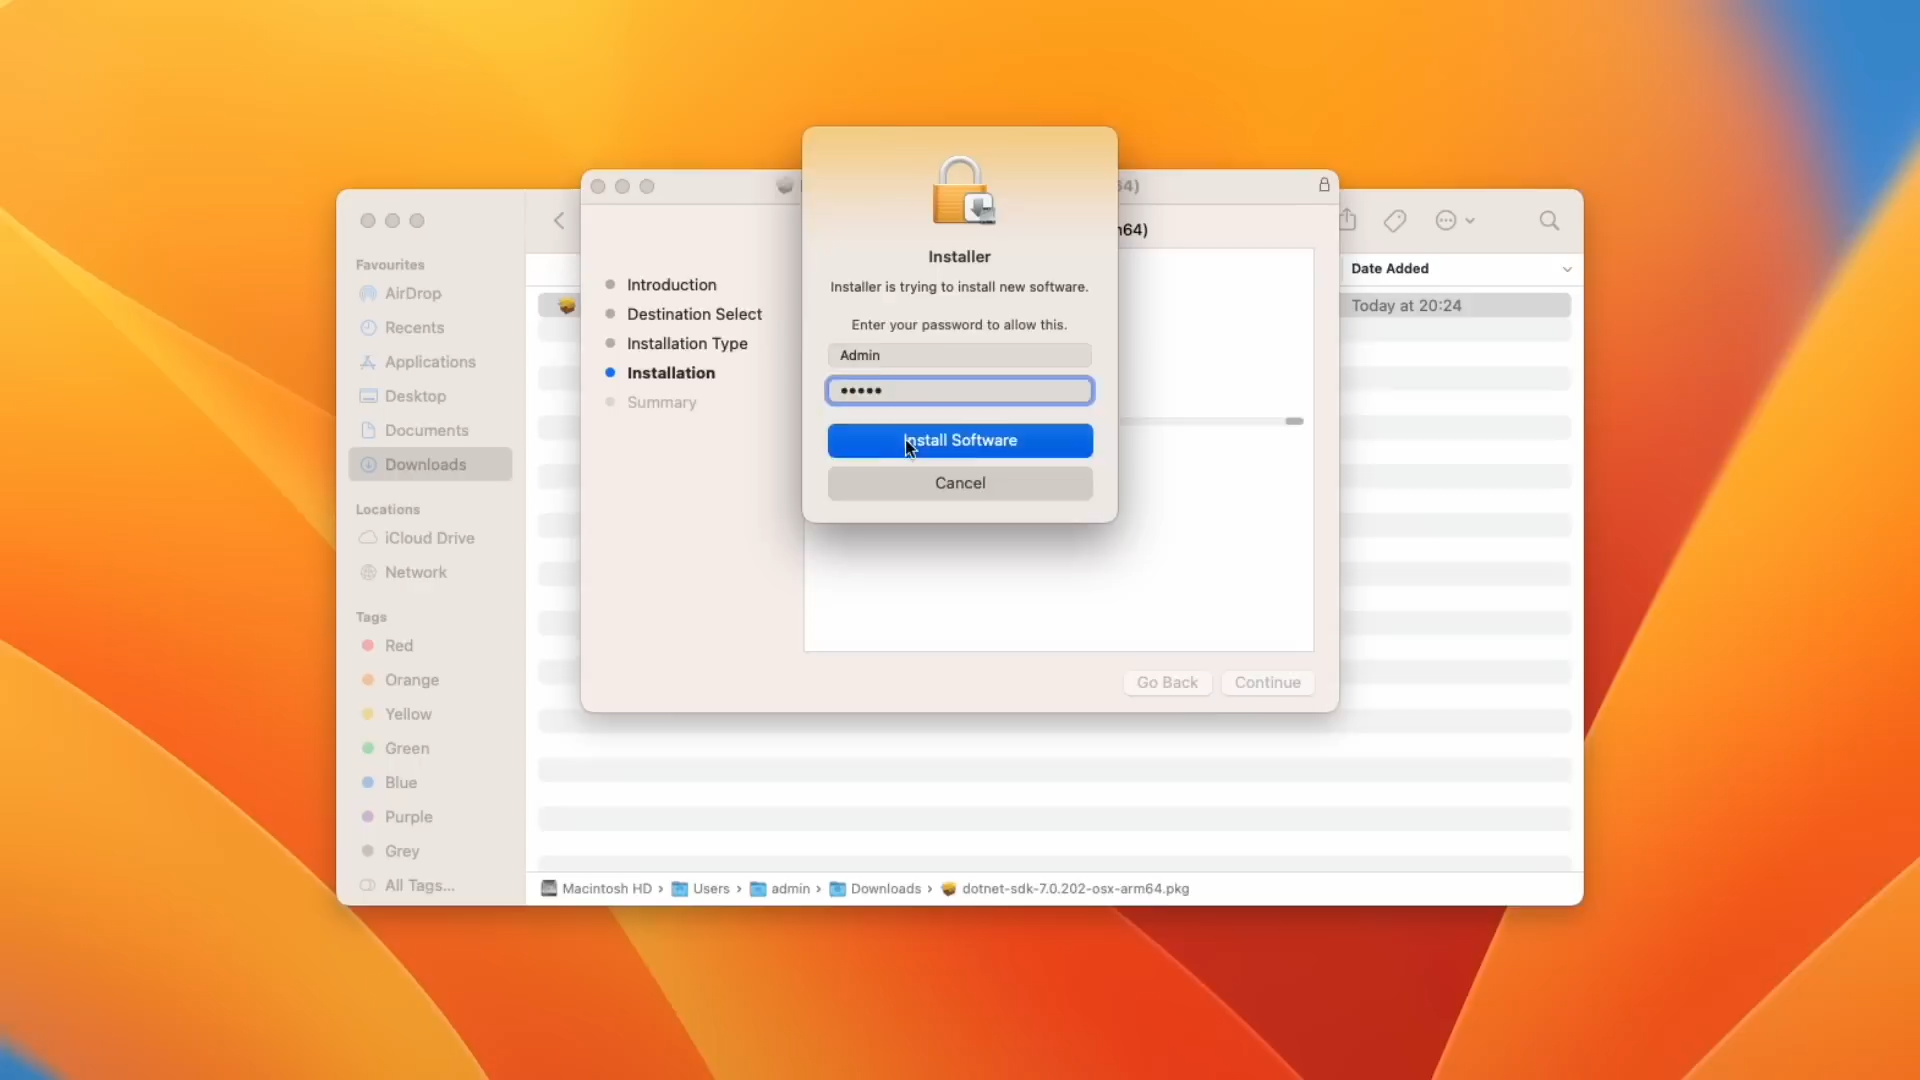 Installer
Installer is trying to install new software.
Enter your password to allow this.
Admin
•••••
Install Software
Cancel
64)
n64)
Introduction
Destination Select
Installation Type
Installation
Summary
Go Back
Continue
Favourites
AirDrop
Recents
Applications
Desktop
Documents
Downloads
Locations
iCloud Drive
Network
Tags
Red
Orange
Yellow
Green
Blue
Purple
Grey
All Tags...
Date Added
Today at 20:24
Macintosh HD › Users › admin › Downloads › dotnet-sdk-7.0.202-osx-arm64.pkg